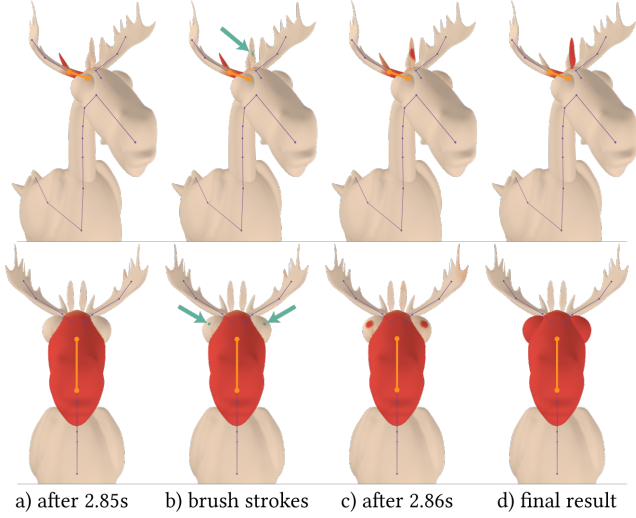 a) after 2.85s b) brush strokes c) after 2.86s d) final result